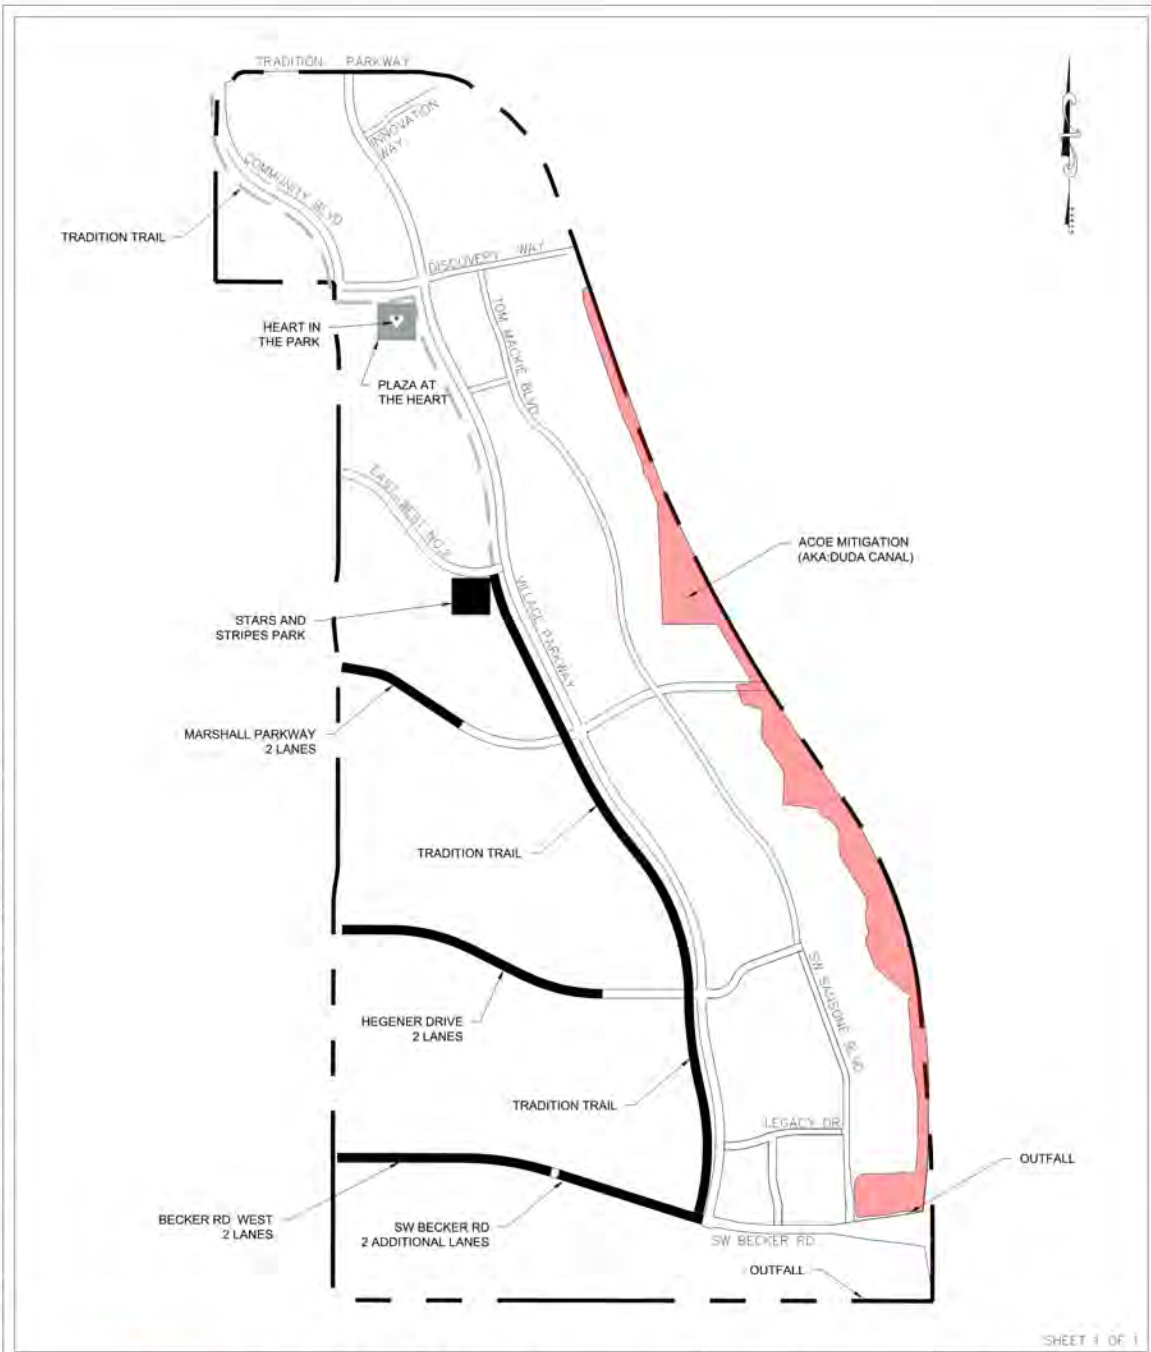 TRADITION PARKWAY
INNOVATION
WAY
COMMUNITY BLVD
TRADITION TRAIL
DISCOVERY WAY
TOM MACKIE BLVD
HEART IN
THE PARK
PLAZA AT
THE HEART
EAST-WEST NO.2
ACOE MITIGATION
(AKA:DUDA CANAL)
STARS AND
STRIPES PARK
VILLAGE PARKWAY
MARSHALL PARKWAY
2 LANES
TRADITION TRAIL
SW SANSONE BLVD
HEGENER DRIVE
2 LANES
TRADITION TRAIL
LEGACY DR
OUTFALL
BECKER RD WEST
2 LANES
SW BECKER RD
2 ADDITIONAL LANES
SW BECKER RD
OUTFALL
SHEET 1 OF 1